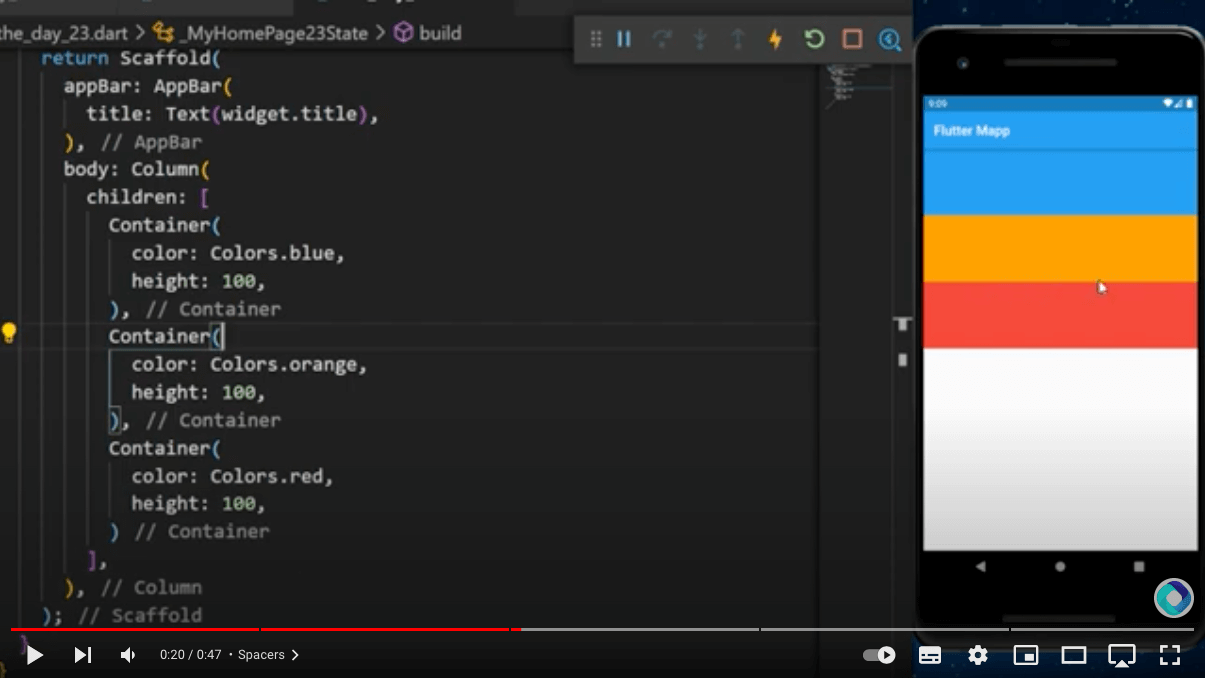 the_day_23.dart > _MyHomePage23State > build
return Scaffold(
appBar: AppBar(
title: Text(widget.title),
), // AppBar
body: Column(
children: [
Container(
color: Colors.blue,
height: 100,
), // Container
Container(
color: Colors.orange,
height: 100,
), // Container
Container(
color: Colors.red,
height: 100,
) // Container
],
), // Column
); // Scaffold
}
}
9:09
Flutter Mapp
0:20 / 0:47 • Spacers >